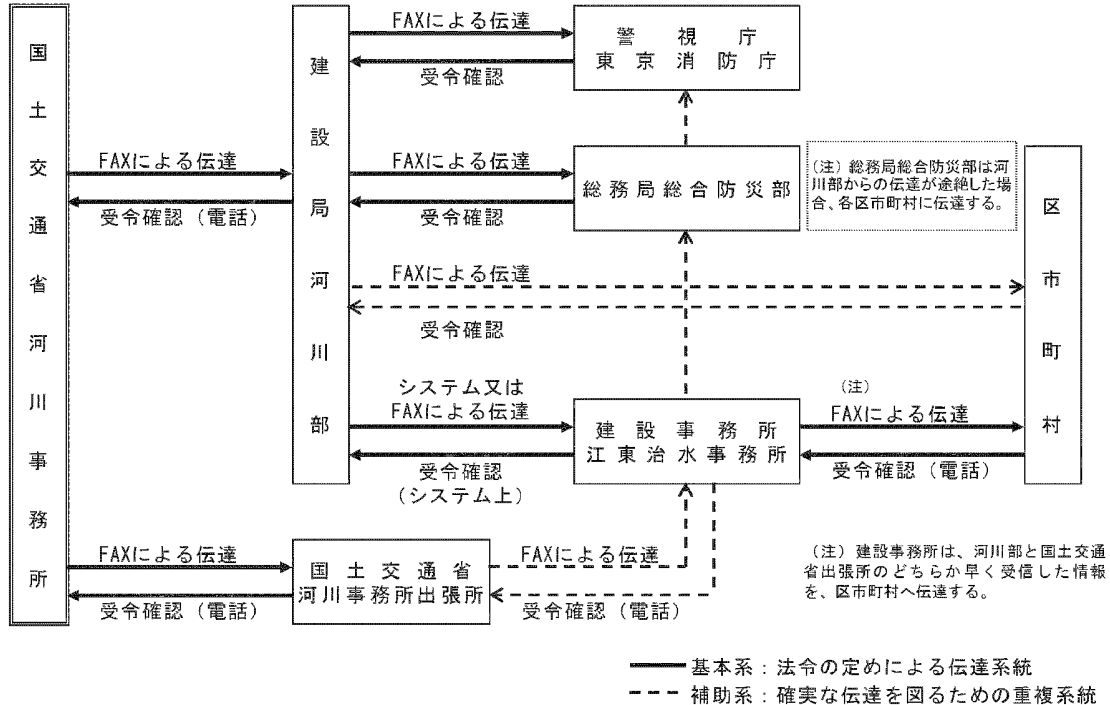 国土交通省河川事務所
FAXによる伝達
受令確認（電話）
FAXによる伝達
受令確認（電話）
建設局河川部
国土交通省
河川事務所出張所
FAXによる伝達
受令確認
警視庁
東京消防庁
FAXによる伝達
受令確認
総務局総合防災部
（注）総務局総合防災部は河
川部からの伝達が途絶した場
合、各区市町村に伝達する。
FAXによる伝達
受令確認
システム又は
FAXによる伝達
受令確認
（システム上）
建設事務所
江東治水事務所
（注）
FAXによる伝達
受令確認（電話）
区市町村
FAXによる伝達
受令確認（電話）
（注）建設事務所は、河川部と国土交通
省出張所のどちらか早く受信した情報
を、区市町村へ伝達する。
基本系：法令の定めによる伝達系統
補助系：確実な伝達を図るための重複系統